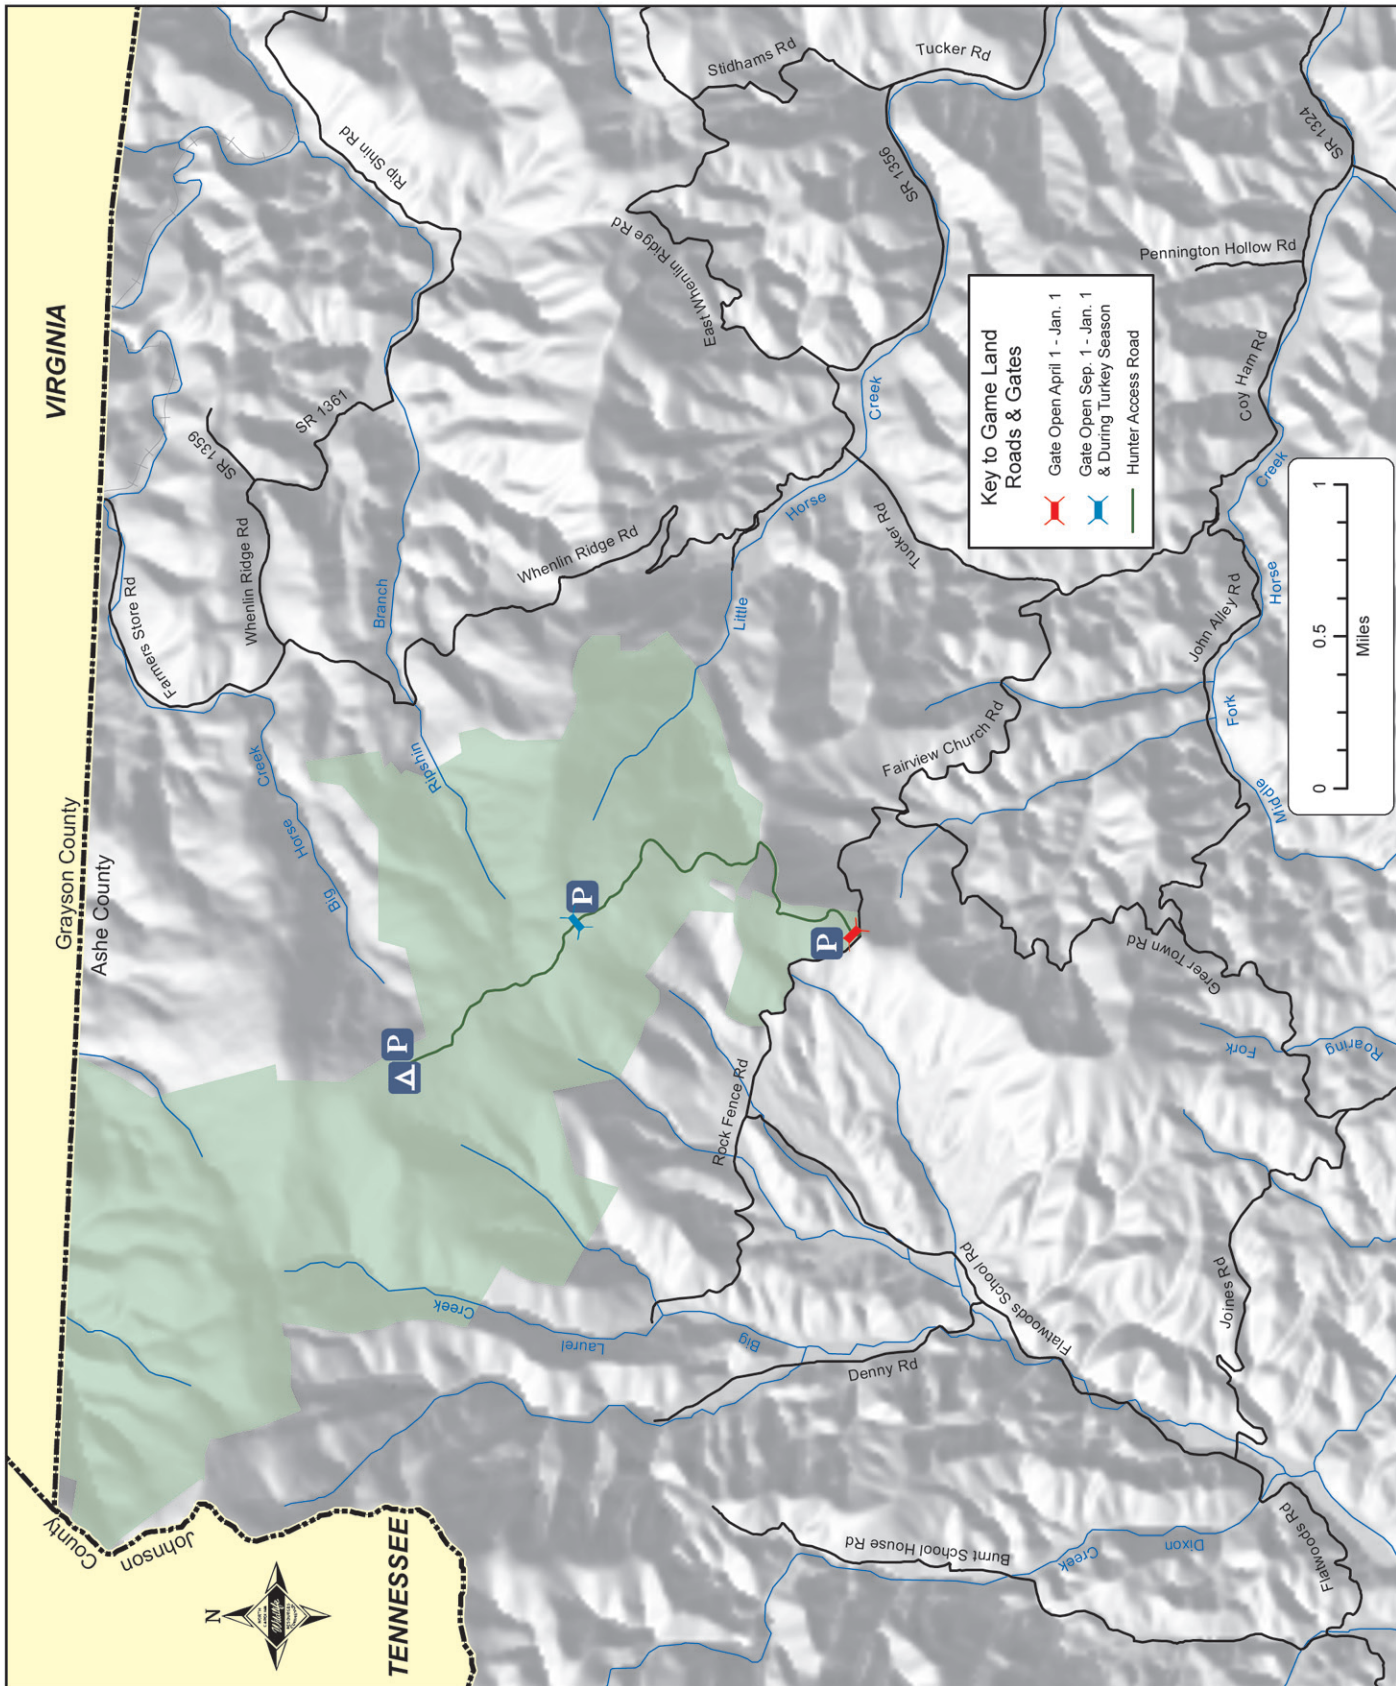 VIRGINIA
Grayson County
Ashe County
Johnson
County
TENNESSEE
N
Farmers Store Rd
SR 1359
Whenlin Ridge Rd
SR 1361
Rip Shin Rd
Big
Horse
Creek
Ripshin
Branch
Whenlin Ridge Rd
East Whenlin Ridge Rd
Stidhams Rd
Tucker Rd
SR 1356
Little
Horse
Creek
Tucker Rd
P
P
P
Rock Fence Rd
Fairview Church Rd
Creek
Laurel
Big
Denny Rd
Flatwoods School Rd
Flatwoods School Rd
Burnt School House Rd
Creek
Dixon
Flatwoods Rd
Joines Rd
Greer Town Rd
Fork
Roaring
Middle
Fork
Horse
Creek
John Alley Rd
Coy Ham Rd
Pennington Hollow Rd
SR 1324
Key to Game Land
Roads & Gates
Gate Open April 1 - Jan. 1
Gate Open Sep. 1 - Jan. 1
& During Turkey Season
Hunter Access Road
0
0.5
1
Miles